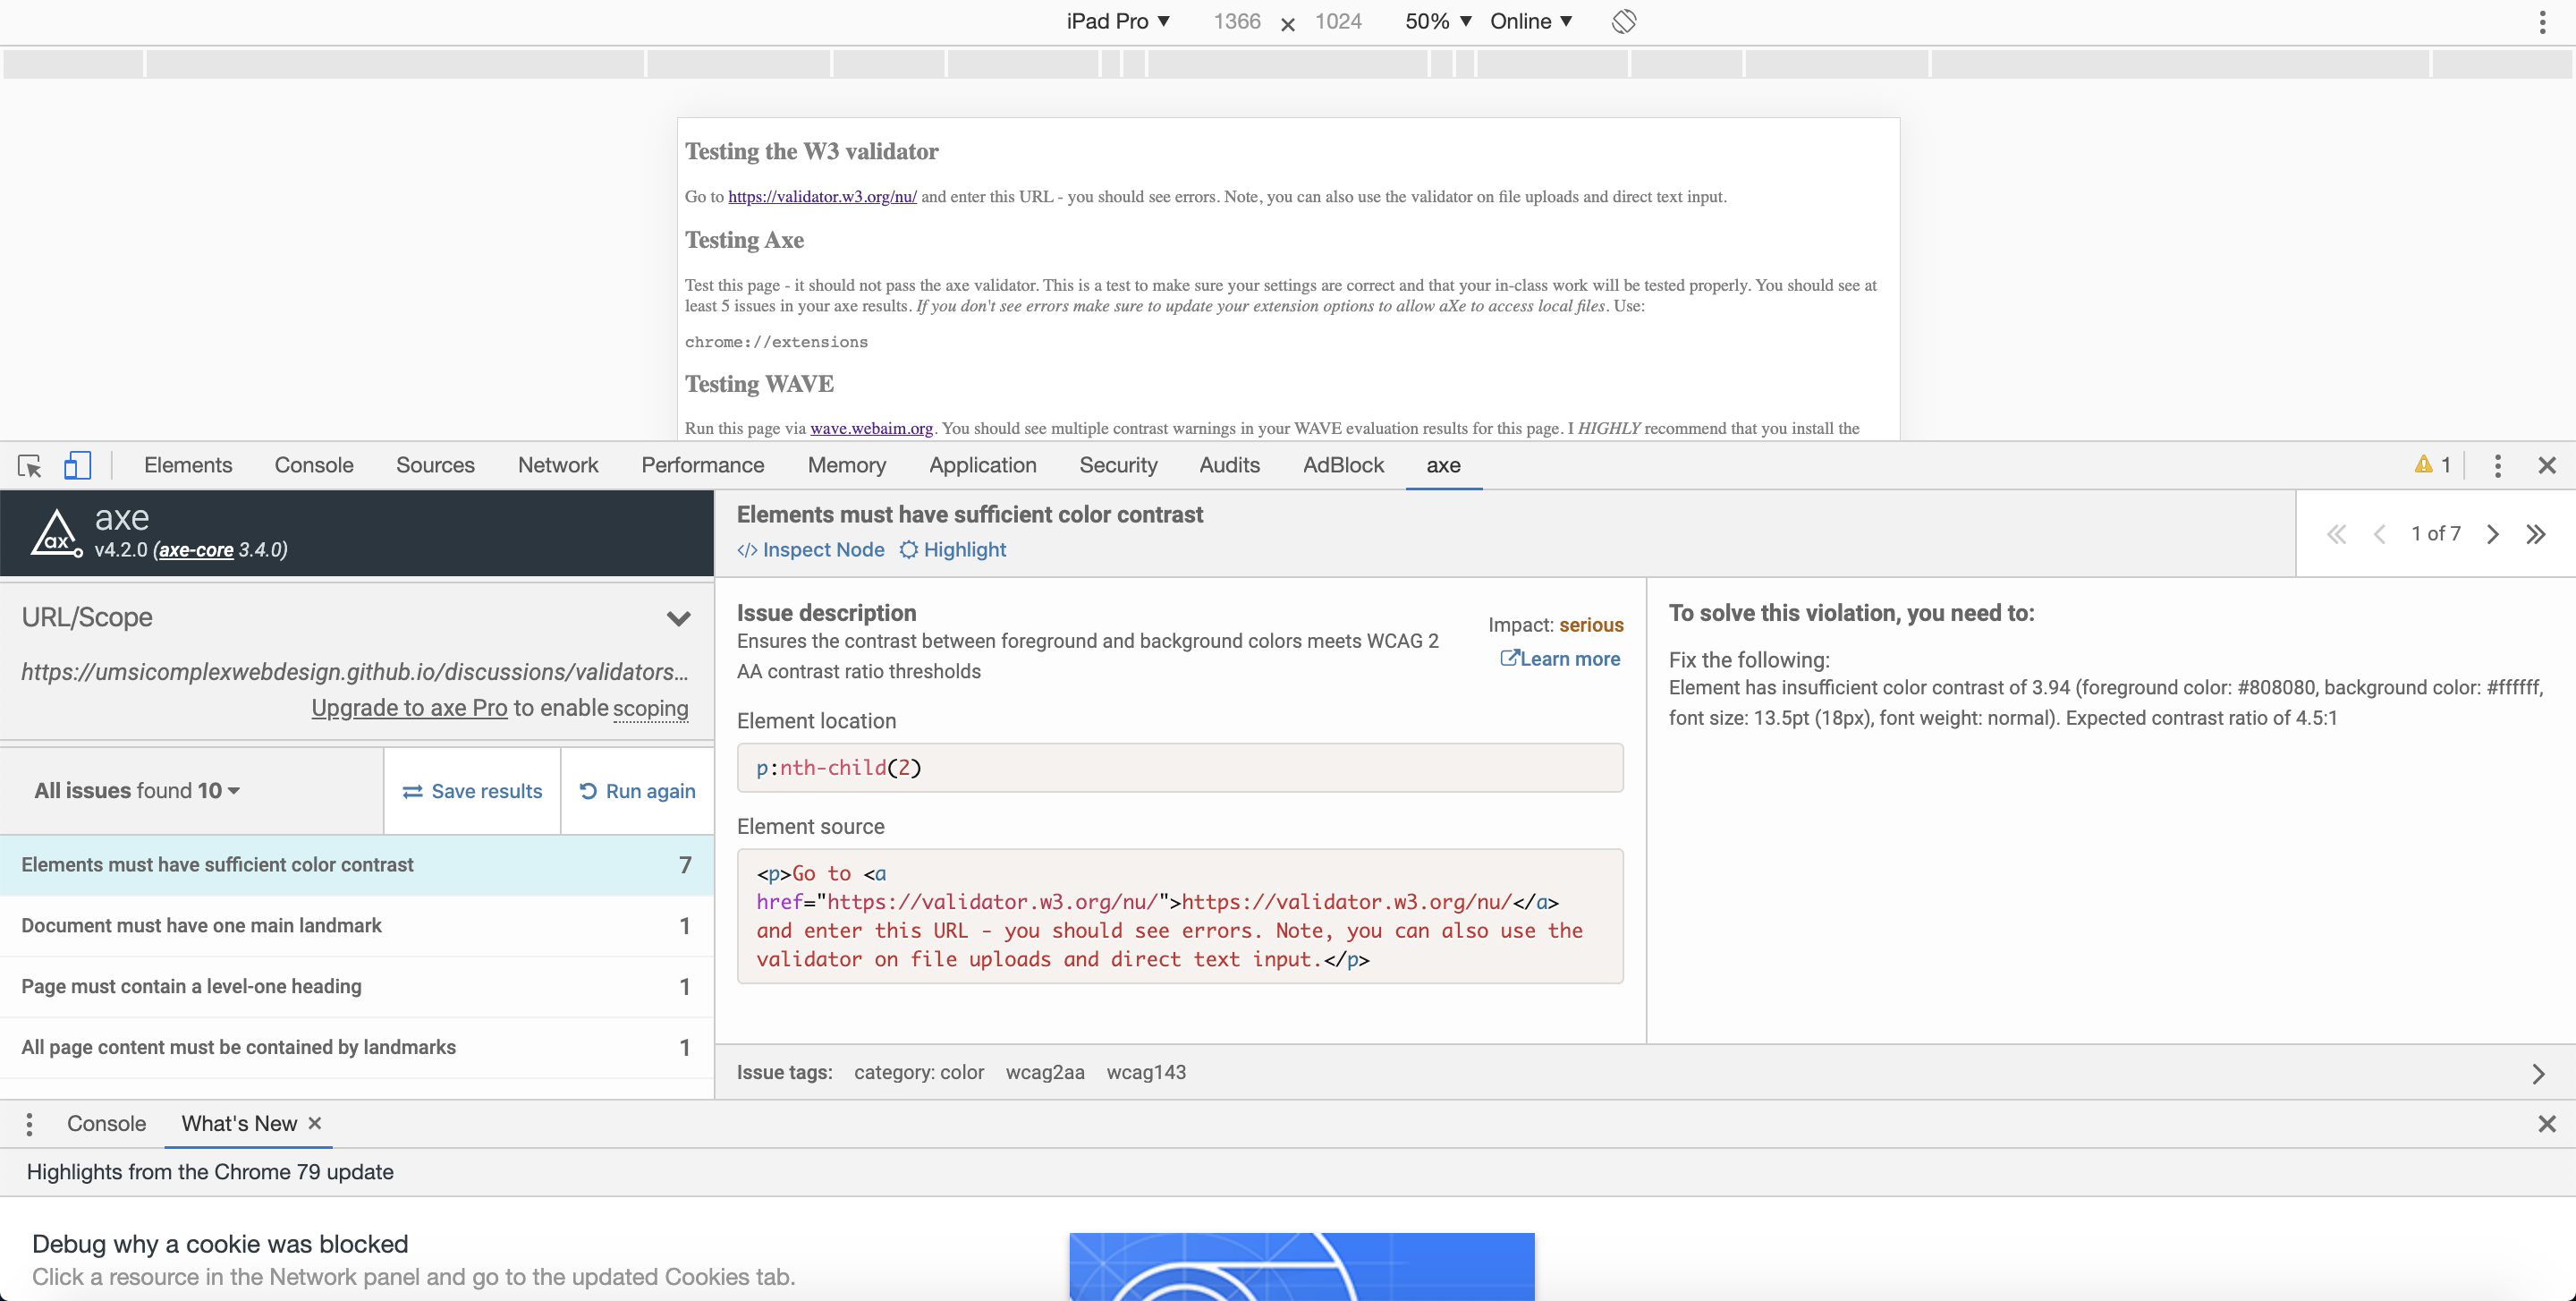 iPad Pro ▼ 1366 × 1024 50% ▼ Online ▼
Testing the W3 validator
Go to https://validator.w3.org/nu/ and enter this URL - you should see errors. Note, you can also use the validator on file uploads and direct text input.
Testing Axe
Test this page - it should not pass the axe validator. This is a test to make sure your settings are correct and that your in-class work will be tested properly. You should see at
least 5 issues in your axe results. If you don't see errors make sure to update your extension options to allow aXe to access local files. Use:
chrome://extensions
Testing WAVE
Run this page via wave.webaim.org. You should see multiple contrast warnings in your WAVE evaluation results for this page. I HIGHLY recommend that you install the
Elements Console Sources Network Performance Memory Application Security Audits AdBlock axe 1
ax
axe
v4.2.0 (axe-core 3.4.0)
URL/Scope
https://umsicomplexwebdesign.github.io/discussions/validators...
Upgrade to axe Pro to enable scoping
All issues found 10
Save results
Run again
Elements must have sufficient color contrast 7
Document must have one main landmark 1
Page must contain a level-one heading 1
All page content must be contained by landmarks 1
Elements must have sufficient color contrast
</> Inspect Node Highlight
1 of 7
Issue description
Ensures the contrast between foreground and background colors meets WCAG 2
AA contrast ratio thresholds
Impact: serious
Learn more
Element location
p:nth-child(2)
Element source
<p>Go to <a
href="https://validator.w3.org/nu/">https://validator.w3.org/nu/</a>
and enter this URL - you should see errors. Note, you can also use the
validator on file uploads and direct text input.</p>
To solve this violation, you need to:
Fix the following:
Element has insufficient color contrast of 3.94 (foreground color: #808080, background color: #ffffff,
font size: 13.5pt (18px), font weight: normal). Expected contrast ratio of 4.5:1
Issue tags: category: color wcag2aa wcag143
Console What's New ×
Highlights from the Chrome 79 update
Debug why a cookie was blocked
Click a resource in the Network panel and go to the updated Cookies tab.